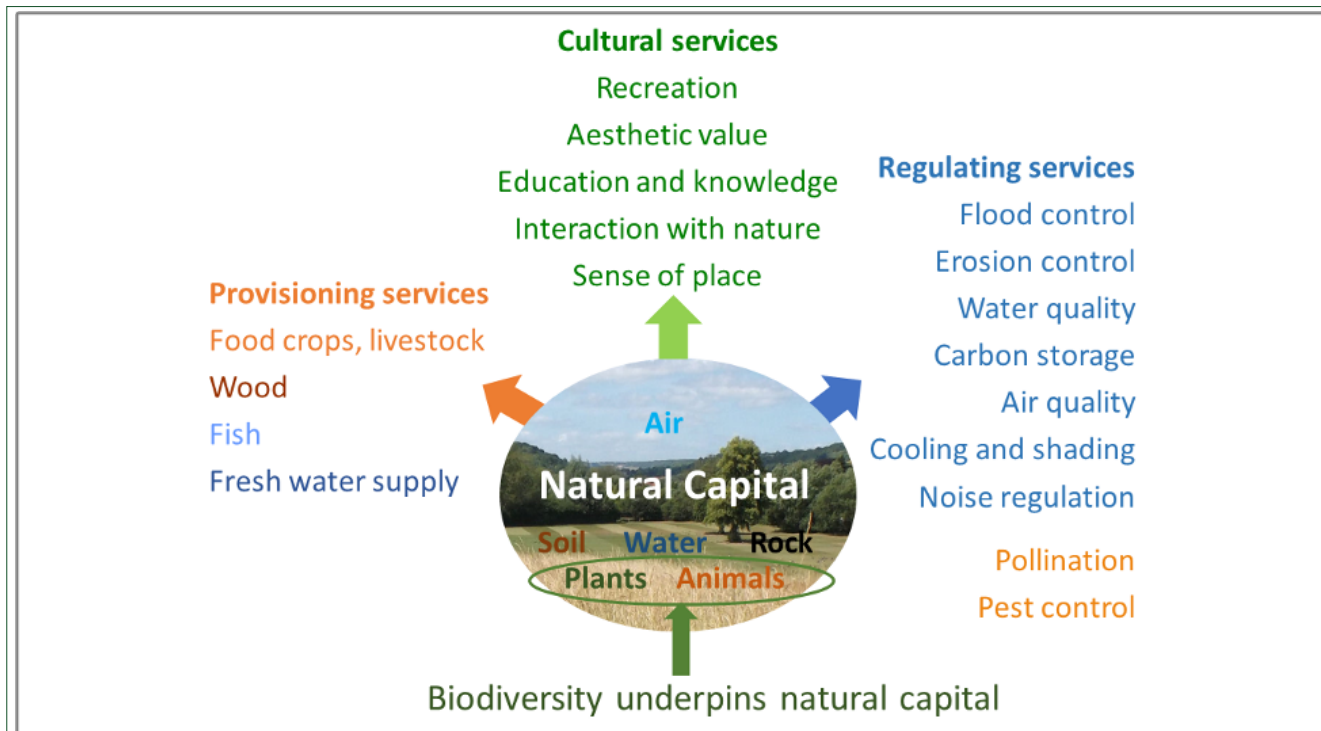 Cultural services
Recreation
Aesthetic value
Education and knowledge
Interaction with nature
Sense of place
Provisioning services
Food crops, livestock
Wood
Fish
Fresh water supply
Regulating services
Flood control
Erosion control
Water quality
Carbon storage
Air quality
Cooling and shading
Noise regulation
Pollination
Pest control
Air
Natural Capital
Soil Water Rock
Plants Animals
Biodiversity underpins natural capital